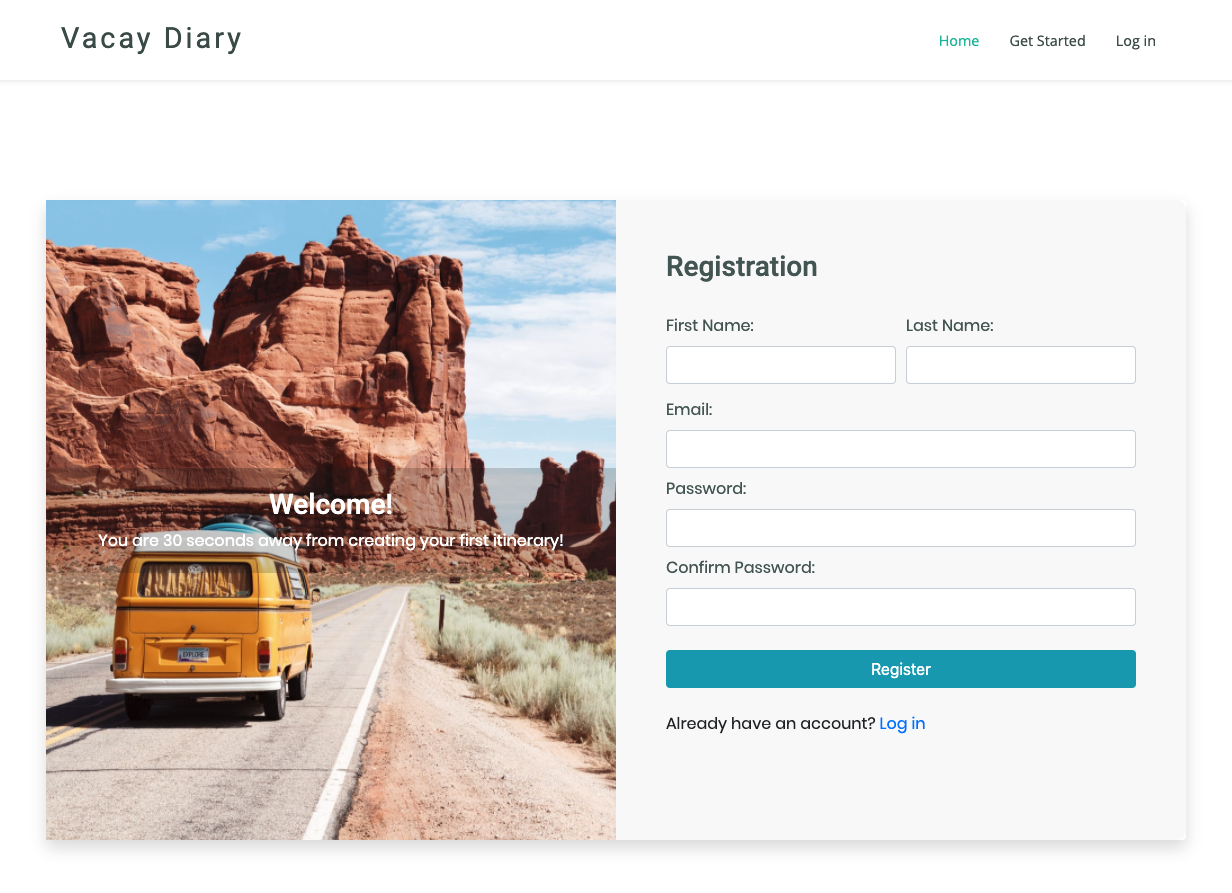 Vacay Diary
Home Get Started Log in
Welcome!
You are 30 seconds away from creating your first itinerary!
EXPLORE
Registration
First Name: Last Name:
Email:
Password:
Confirm Password:
Register
Already have an account? Log in